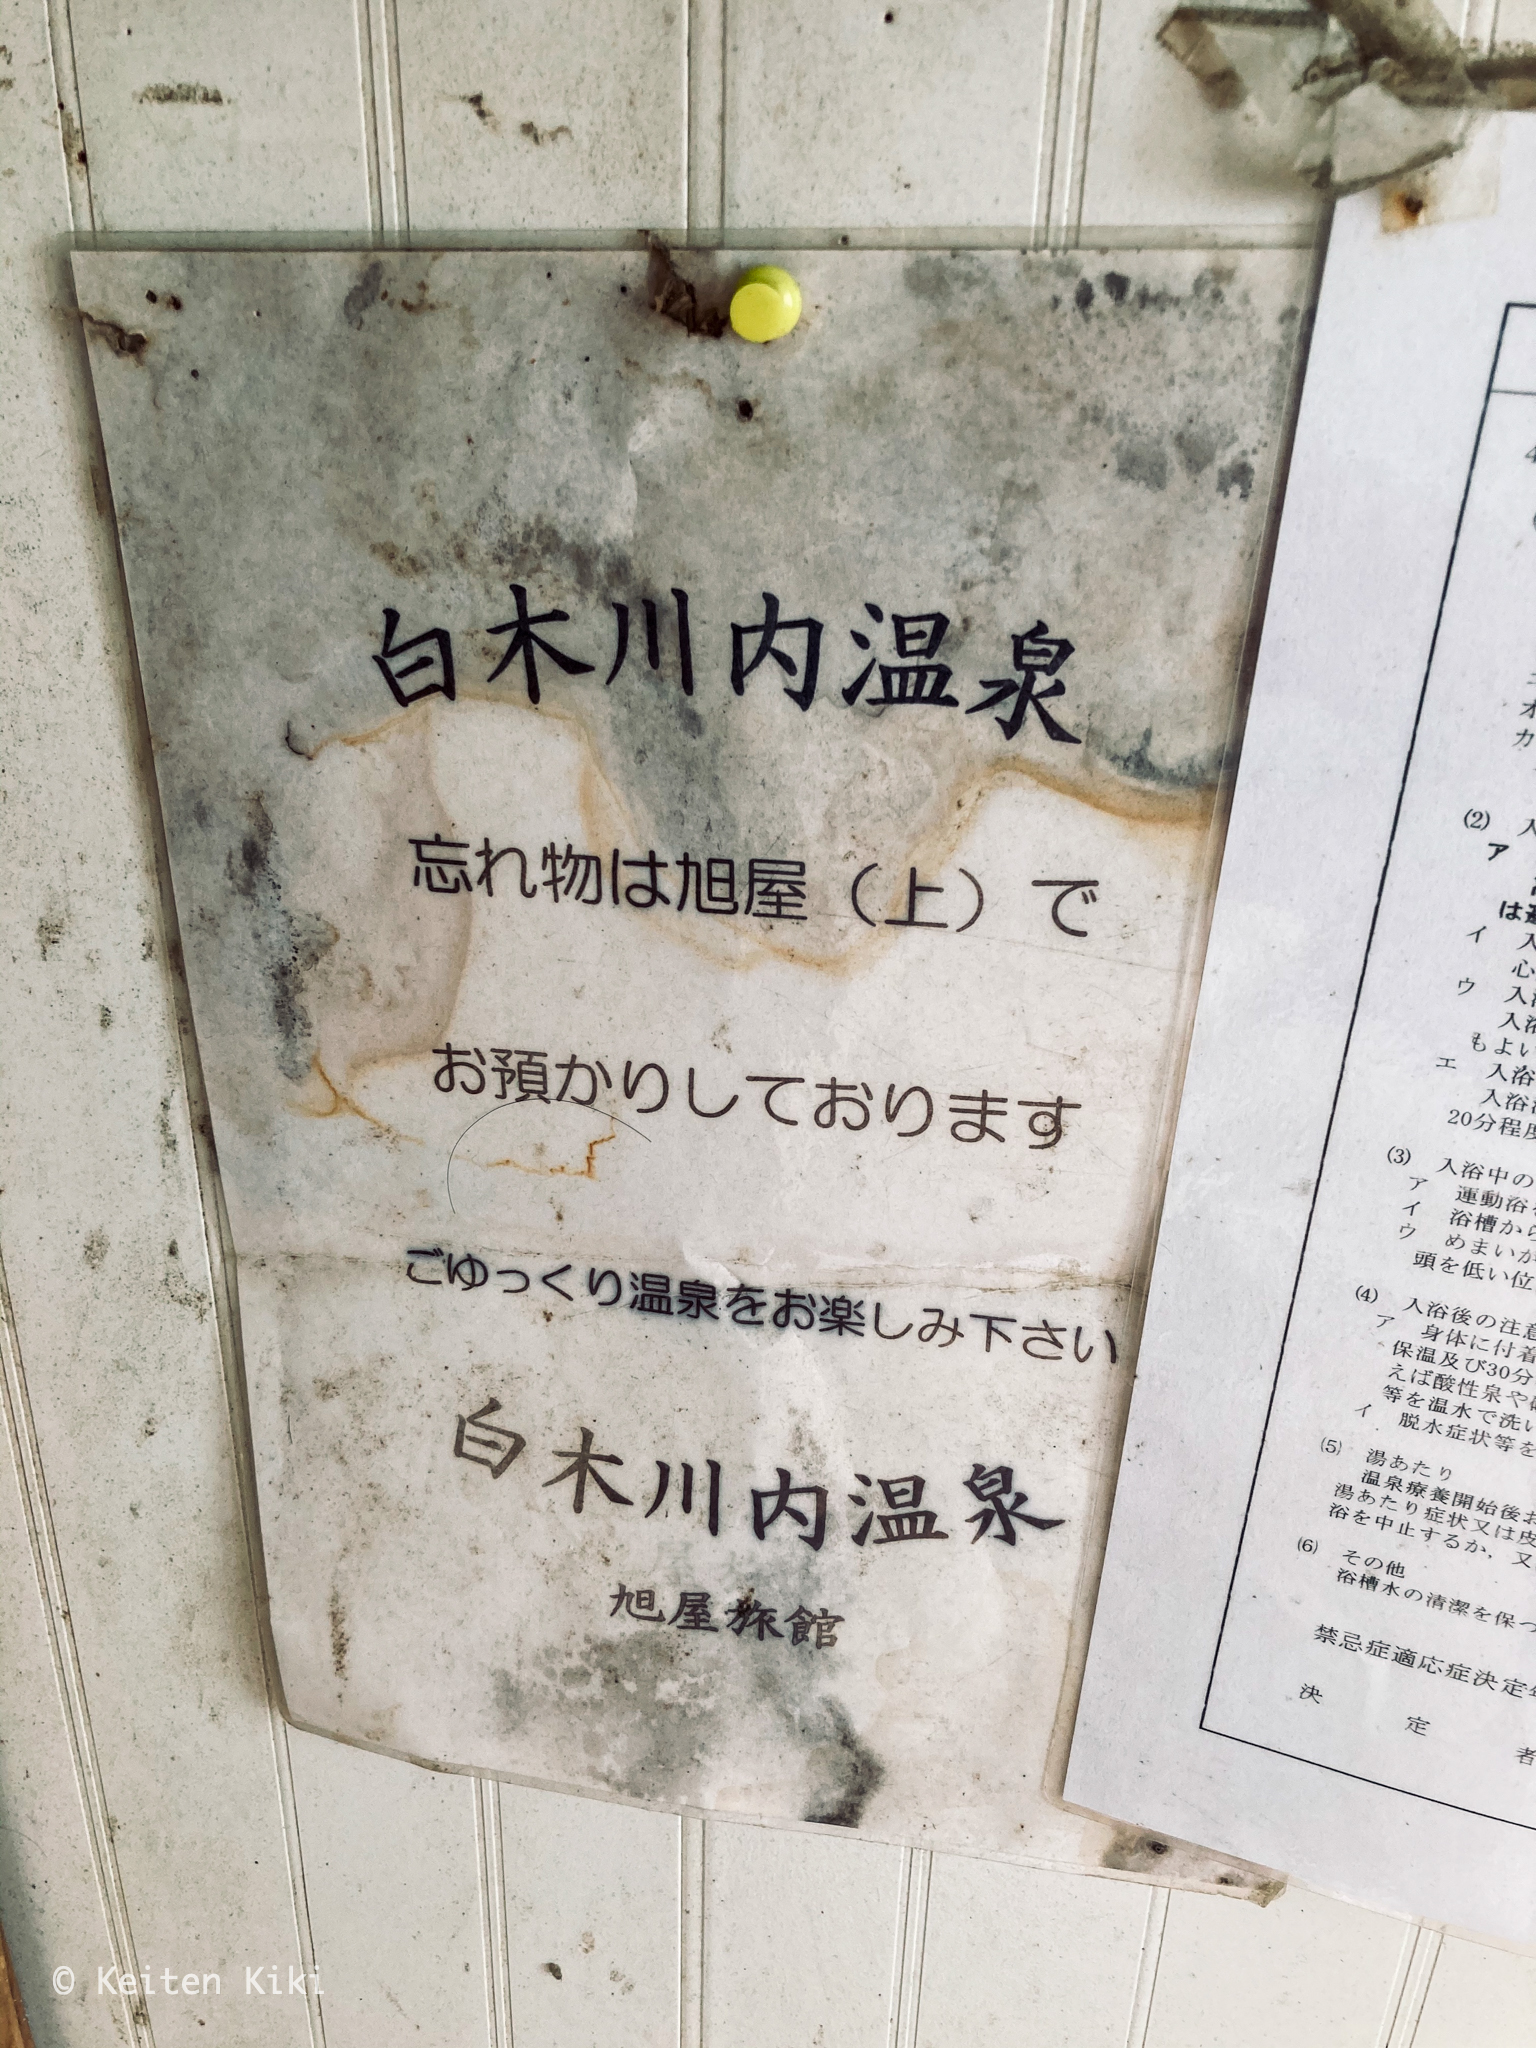 白木川内温泉
忘れ物は旭屋（上）で
お預かりしております
ごゆっくり温泉をお楽しみ下さい
白木川内温泉
旭屋旅館
(2)
ア
は
イ
心
ウ 入浴
入浴
もよい
エ 入浴
入浴
20分程度
(3) 入浴中の
ア 運動浴
イ 浴槽から
ウ めまいが
頭を低い位
(4) 入浴後の注意
ア 身体に付着
保温及び30分
えば酸性泉や
等を温水で洗い
イ 脱水症状等を
(5) 湯あたり
温泉療養開始後
湯あたり症状又は皮
浴を中止するか，又
(6) その他
浴槽水の清潔を保つ
禁忌症適応症決定年
決 定 者
© Keiten Kiki